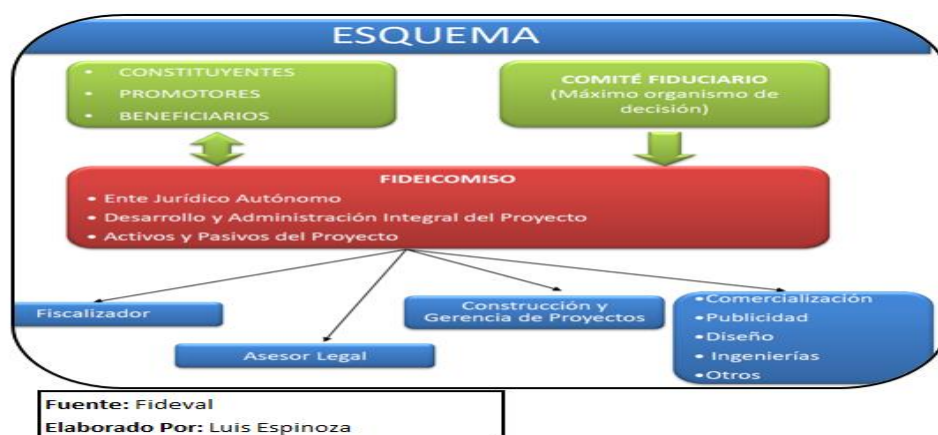 ESQUEMA
• CONSTITUYENTES
• PROMOTORES
• BENEFICIARIOS
COMITÉ FIDUCIARIO
(Máximo organismo de
decisión)
FIDEICOMISO
• Ente Jurídico Autónomo
• Desarrollo y Administración Integral del Proyecto
• Activos y Pasivos del Proyecto
Fiscalizador
Asesor Legal
Construcción y
Gerencia de Proyectos
•Comercialización
•Publicidad
•Diseño
• Ingenierías
•Otros
Fuente: Fideval
Elaborado Por: Luis Espinoza